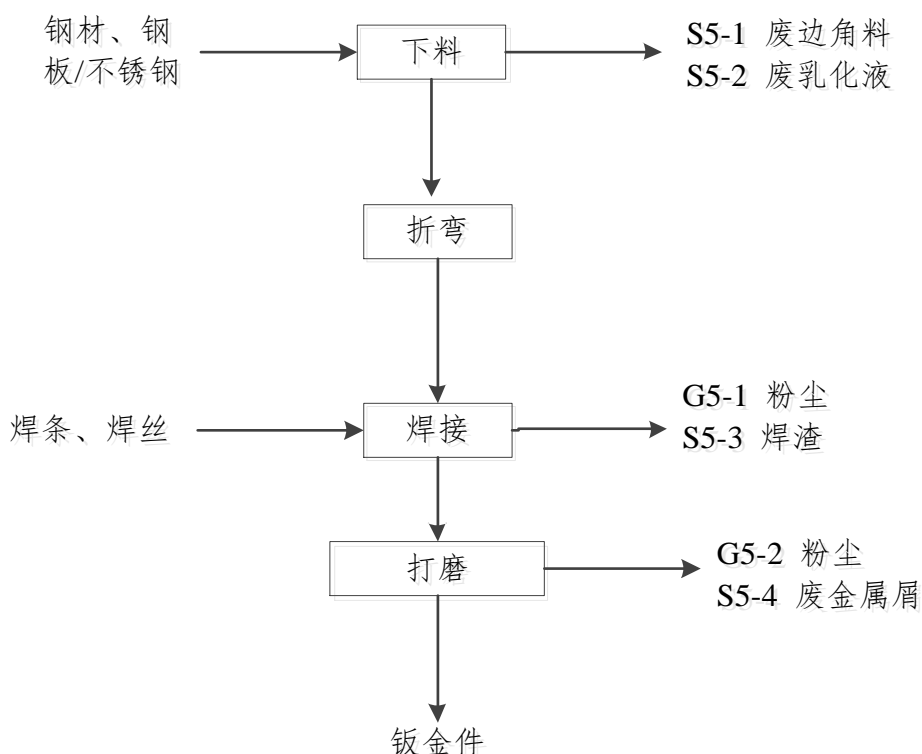 钢材、钢
板/不锈钢
下料
S5-1 废边角料
S5-2 废乳化液
折弯
焊条、焊丝
焊接
G5-1 粉尘
S5-3 焊渣
打磨
G5-2 粉尘
S5-4 废金属屑
钣金件